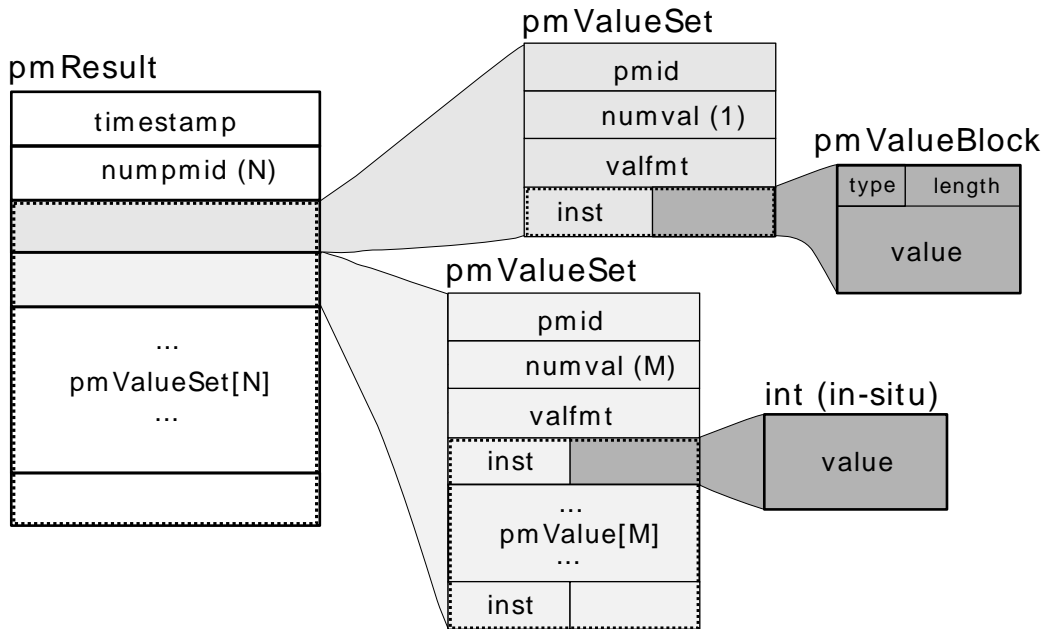 pmResult
timestamp
numpmid (N)
...
pmValueSet[N]
...
pmValueSet
pmid
numval (1)
valfmt
inst
pmValueBlock
type length
value
pmValueSet
pmid
numval (M)
valfmt
inst
...
pmValue[M]
...
inst
int (in-situ)
value